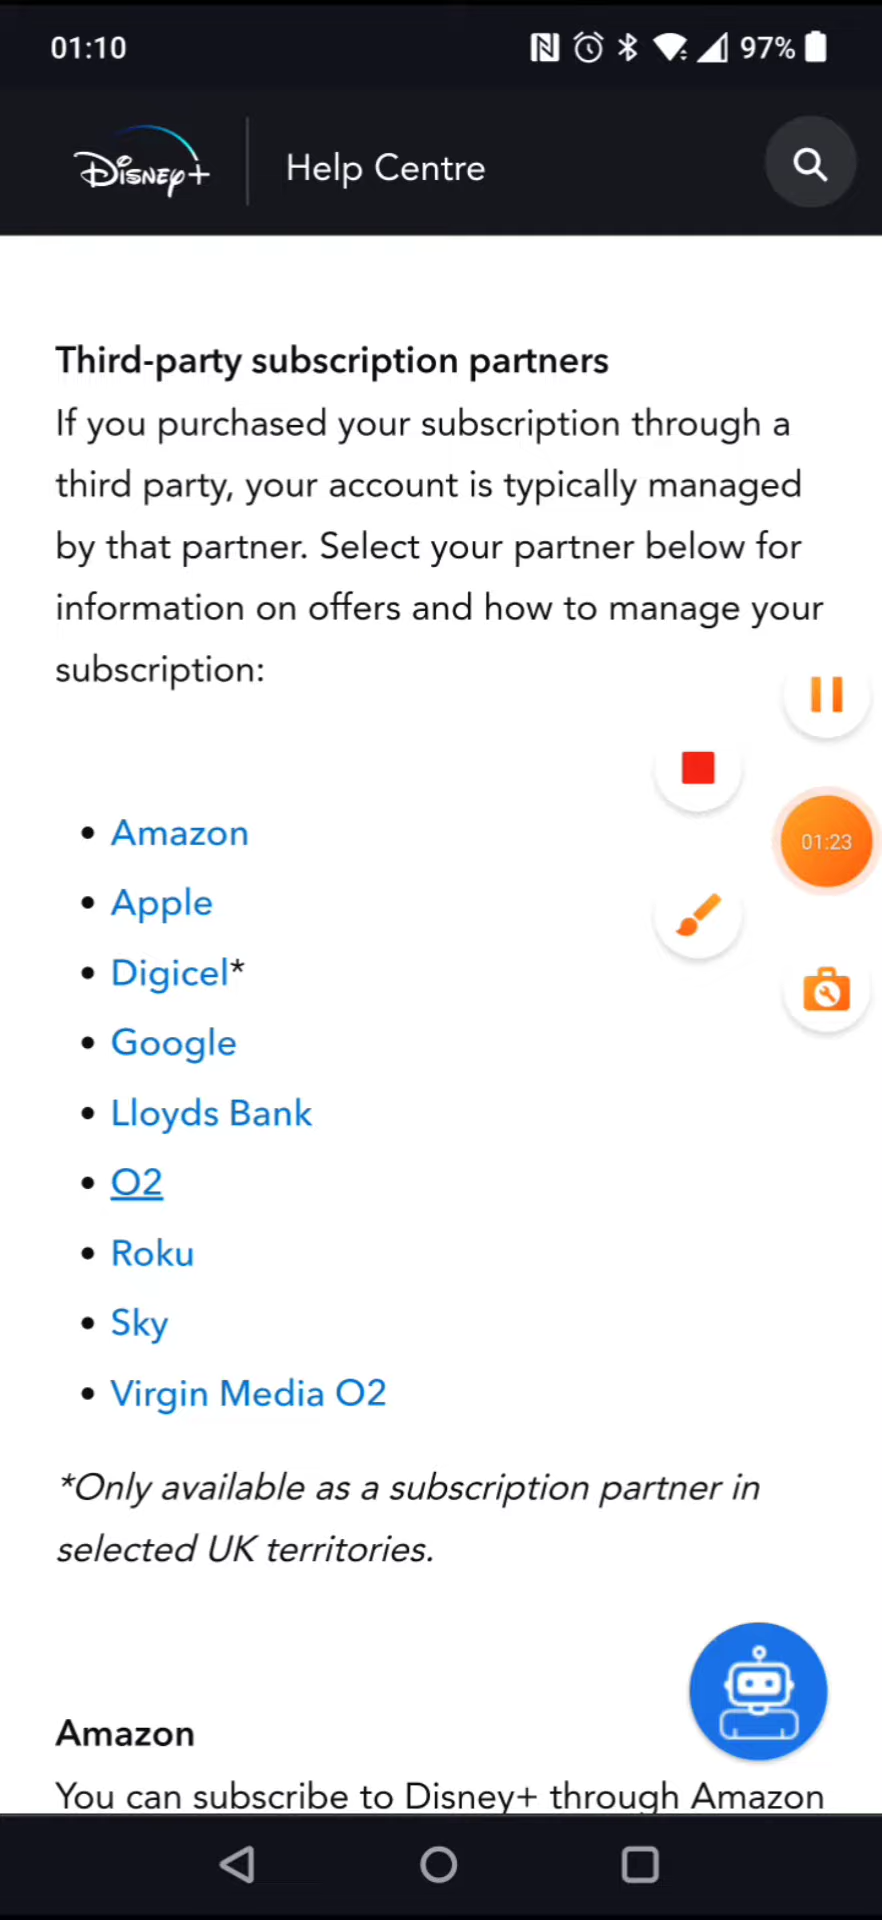 01:10
97%
Disney+
Help Centre
Third-party subscription partners
If you purchased your subscription through a
third party, your account is typically managed
by that partner. Select your partner below for
information on offers and how to manage your
subscription:
01:23
• Amazon
• Apple
• Digicel*
• Google
• Lloyds Bank
• O2
• Roku
• Sky
• Virgin Media O2
*Only available as a subscription partner in
selected UK territories.
Amazon
You can subscribe to Disney+ through Amazon